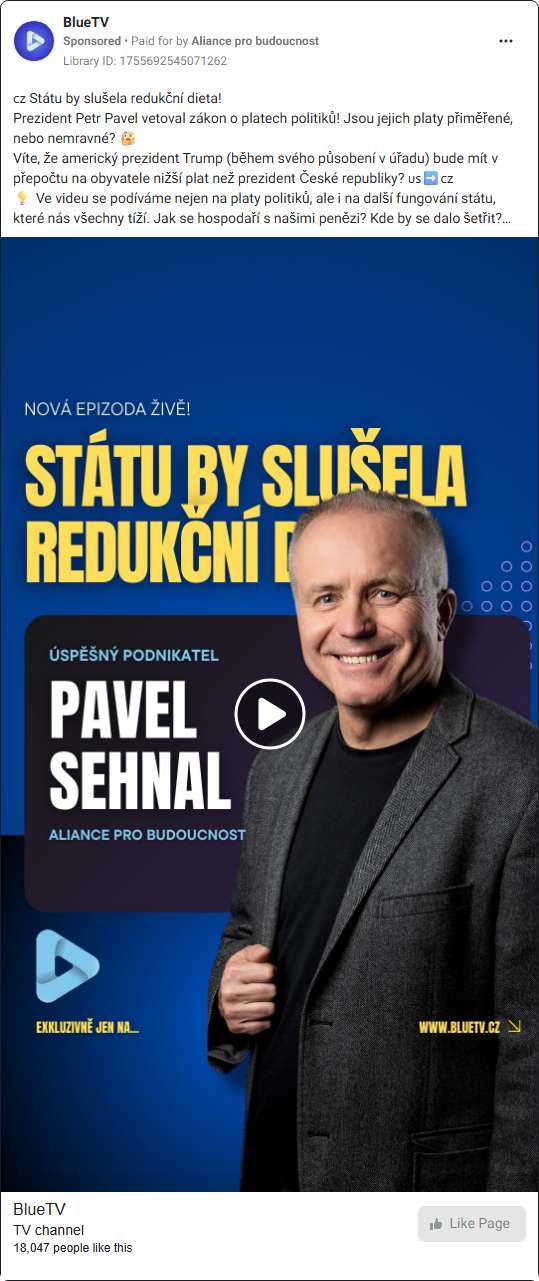 BlueTV
Sponsored • Paid for by Aliance pro budoucnost
Library ID: 1755692545071262
cz Státu by slušela redukční dieta!
Prezident Petr Pavel vetoval zákon o platech politiků! Jsou jejich platy přiměřené,
nebo nemravné? 🤔
Víte, že americký prezident Trump (během svého působení v úřadu) bude mít v
přepočtu na obyvatele nižší plat než prezident České republiky? us➡️cz
💡 Ve videu se podíváme nejen na platy politiků, ale i na další fungování státu,
které nás všechny tíží. Jak se hospodaří s našimi penězi? Kde by se dalo šetřit?...
NOVÁ EPIZODA ŽIVĚ!
STÁTU BY SLUŠELA
REDUKČNÍ
ÚSPĚŠNÝ PODNIKATEL
PAVEL
SEHNAL
ALIANCE PRO BUDOUCNOST
EXKLUZIVNĚ JEN NA...
WWW.BLUETV.CZ
BlueTV
TV channel
18,047 people like this
Like Page